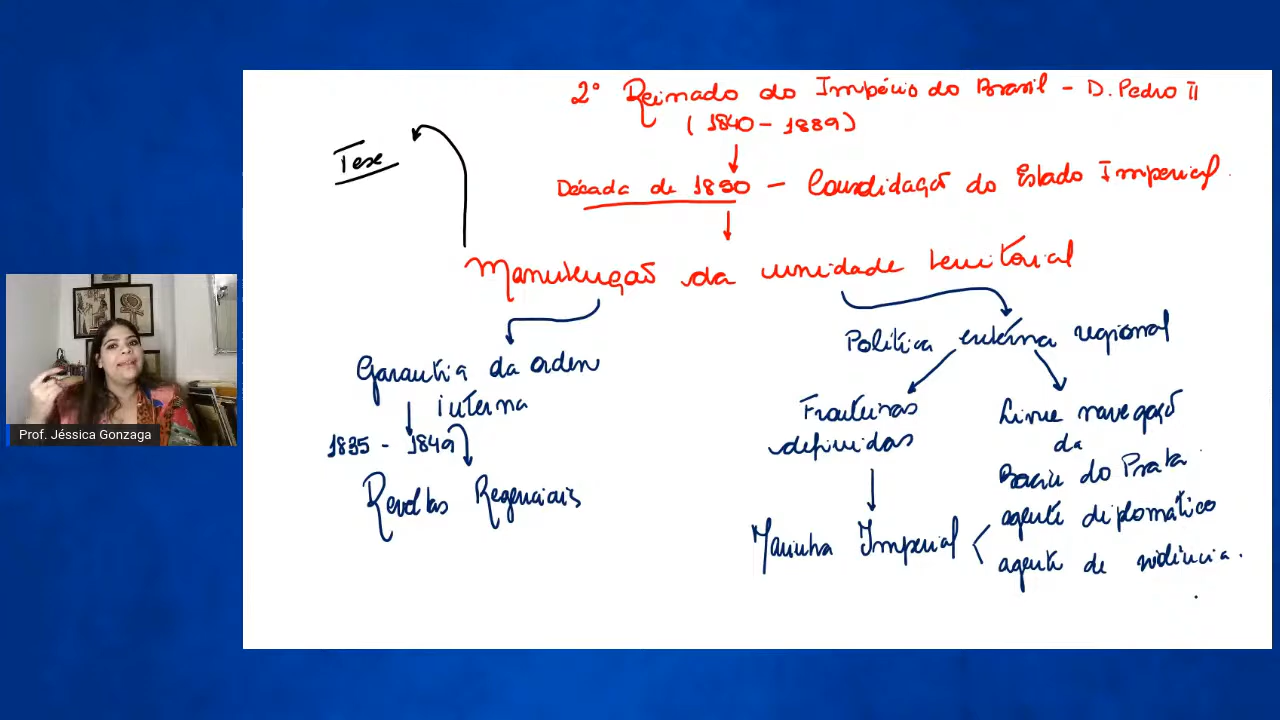 2º Reinado do Império do Brasil - D. Pedro II
(1840 - 1889)
Tese
Década de 1850 - Consolidação do Estado Imperial.
Manutenção da unidade territorial
Política externa regional
Garantia da ordem
interna
Fronteiras
definidas
Livre navegação
da
Bacia do Prata
1835 - 1849
Revoltas Regenciais
Marinha Imperial
agente diplomático
agente de violência.
Prof. Jéssica Gonzaga